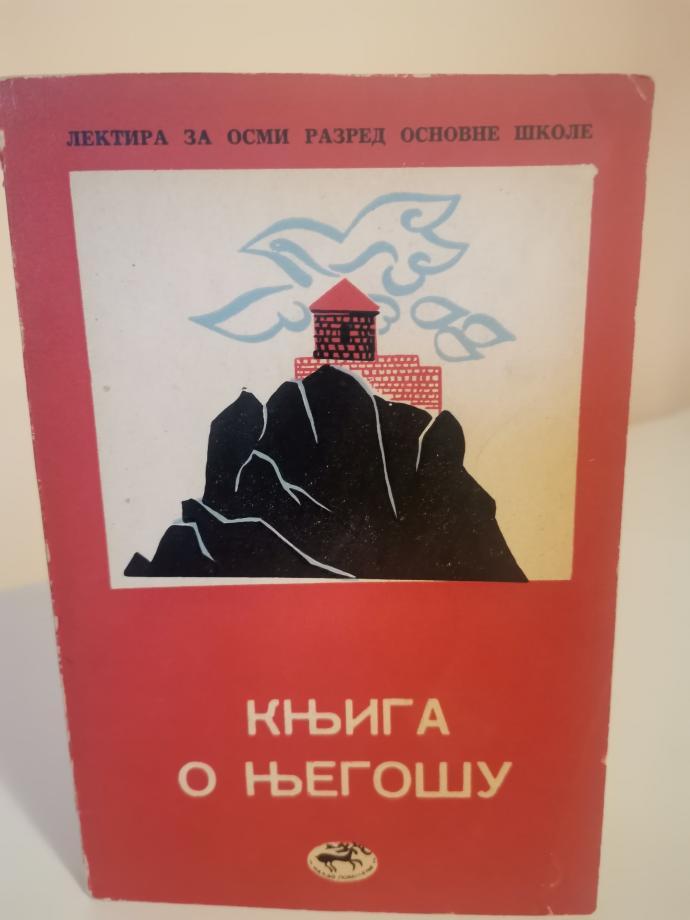 ЛЕКТИРА ЗА ОСМИ РАЗРЕД ОСНОВНЕ ШКОЛЕ
КЊИГА
О ЊЕГОШУ